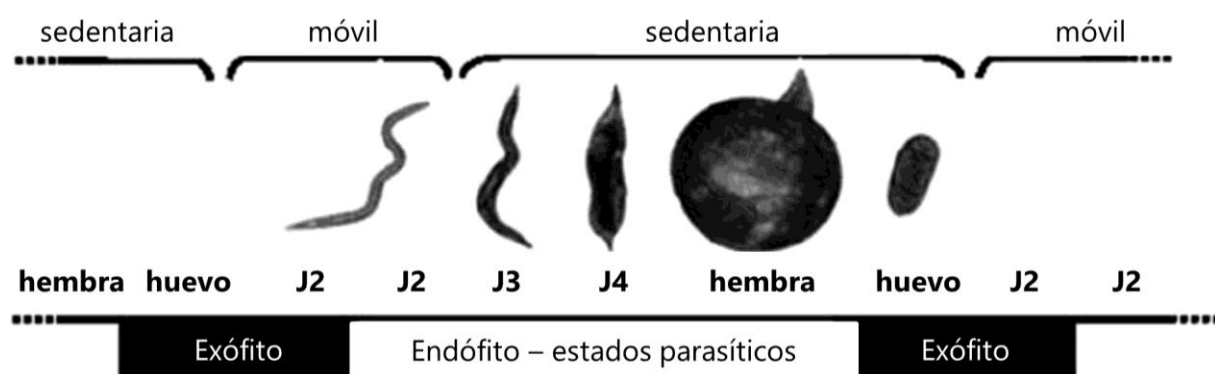 sedentaria móvil sedentaria móvil
hembra huevo J2 J2 J3 J4 hembra huevo J2 J2
Exófito Endófito – estados parasíticos Exófito